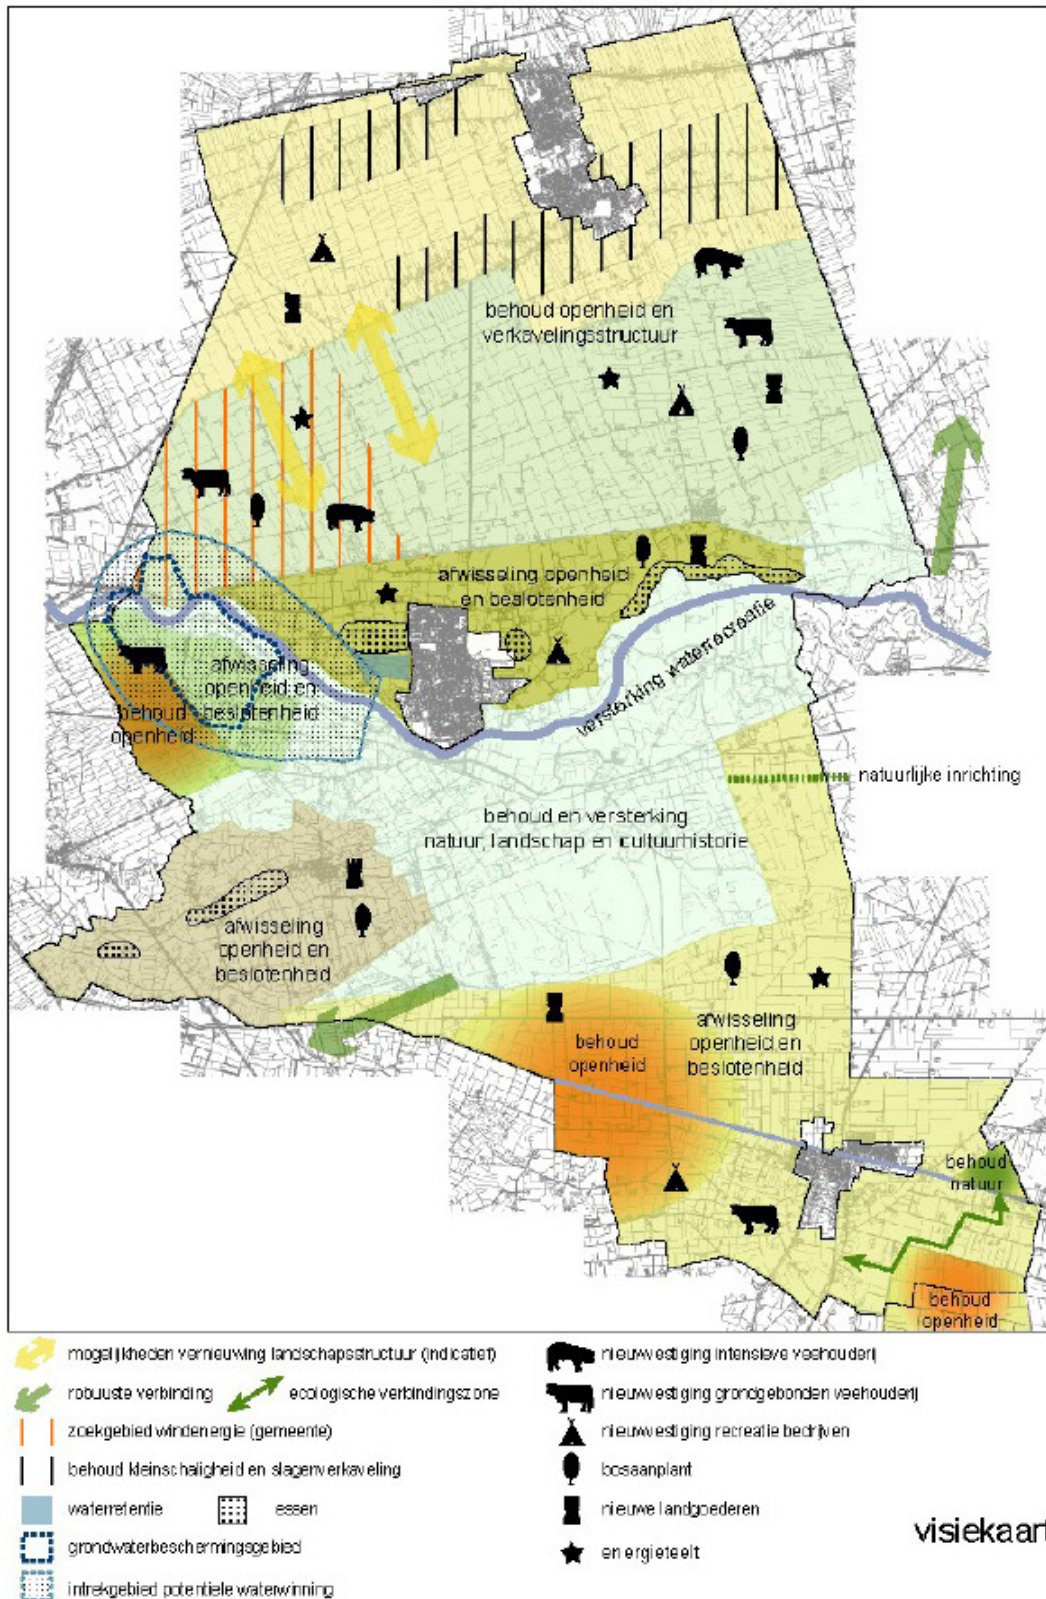 behoud openheid en
verkavelingsstructuur
afwisseling openheid
en beslotenheid
versterking waterrecreatie
afwisseling
openheid en
beslotenheid
behoud
openheid
natuurlijke inrichting
behoud en versterking
natuur, landschap en cultuurhistorie
afwisseling
openheid en
beslotenheid
afwisseling
openheid en
beslotenheid
behoud
openheid
behoud
natuur
behoud
openheid
mogelijkheden vernieuwing landschapsstructuur (indicatief)
robuuste verbinding
ecologische verbindingszone
zoekgebied windenergie (gemeente)
behoud kleinschaligheid en slagenverkaveling
waterretentie
essen
grondwaterbeschermingsgebied
intrekgebied potentiele waterwinning
nieuwvestiging intensieve veehouderij
nieuwvestiging grondgebonden veehouderij
nieuwvestiging recreatie bedrijven
bosaanplant
nieuwe landgoederen
energieteelt
visiekaart